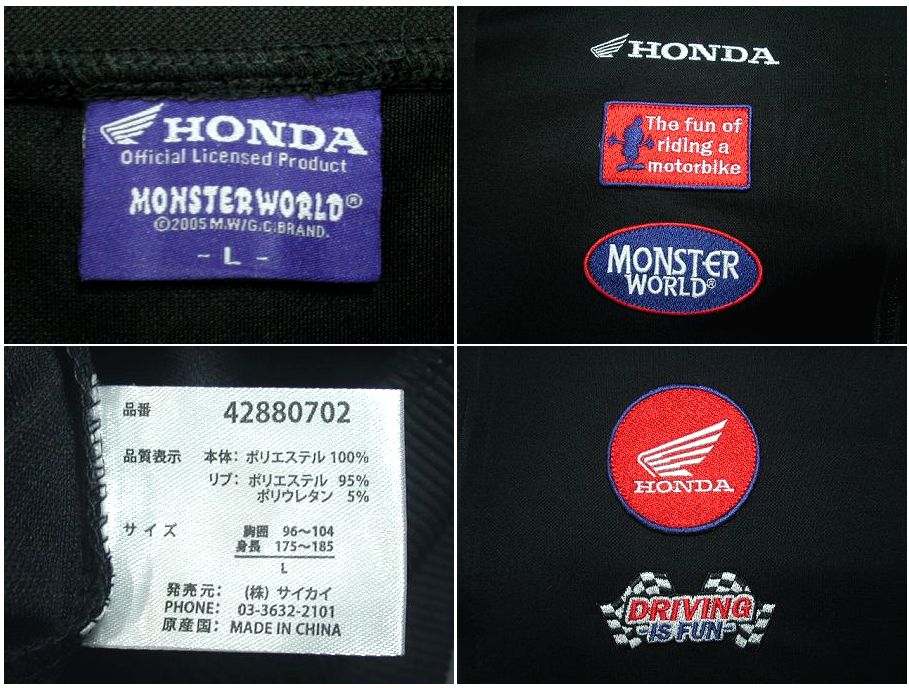 HONDA
Official Licensed Product
MONSTERWORLD®
©2005 M.W/G.C.BRAND.
- L -
HONDA
The fun of
riding a
motorbike
MONSTER
WORLD®
品番 42880702
品質表示 本体: ポリエステル 100%
リブ: ポリエステル 95%
ポリウレタン 5%
サイズ 胸囲 96～104
身長 175～185
L
発売元: (株) サイカイ
PHONE: 03-3632-2101
原産国: MADE IN CHINA
HONDA
DRIVING
-IS FUN-